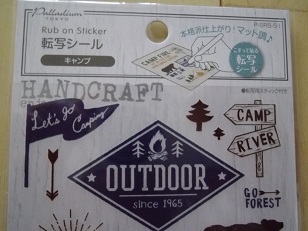 Palladium
Rub on Sticker
転写シール
キャンプ
本格派仕上がり!マット調♪
こすって貼る
転写シール
CAMP
HANDCRAFT
Let's go
Camping
CAMP
RIVER
OUTDOOR
since 1965
GO
FOREST